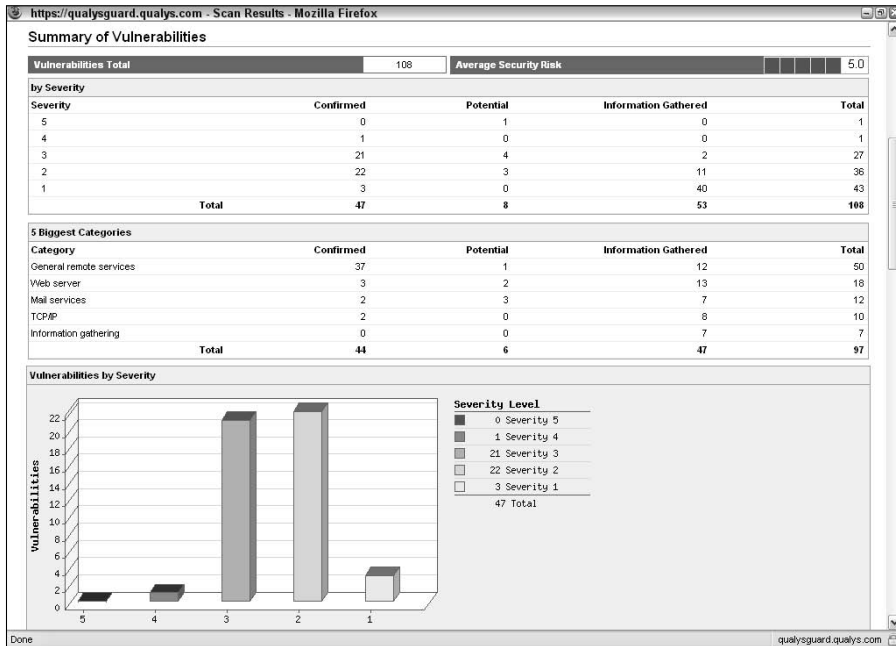 https://qualysguard.qualys.com - Scan Results - Mozilla Firefox
Summary of Vulnerabilities
Vulnerabilities Total 108 Average Security Risk 5.0
by Severity
Severity Confirmed Potential Information Gathered Total
5 0 1 0 1
4 1 0 0 1
3 21 4 2 27
2 22 3 11 36
1 3 0 40 43
Total 47 8 53 108
5 Biggest Categories
Category Confirmed Potential Information Gathered Total
General remote services 37 1 12 50
Web server 3 2 13 18
Mail services 2 3 7 12
TCP/IP 2 0 8 10
Information gathering 0 0 7 7
Total 44 6 47 97
Vulnerabilities by Severity
Vulnerabilities
22
20
18
16
14
12
10
8
6
4
2
0
5 4 3 2 1
Severity Level
0 Severity 5
1 Severity 4
21 Severity 3
22 Severity 2
3 Severity 1
47 Total
Done qualysguard.qualys.com